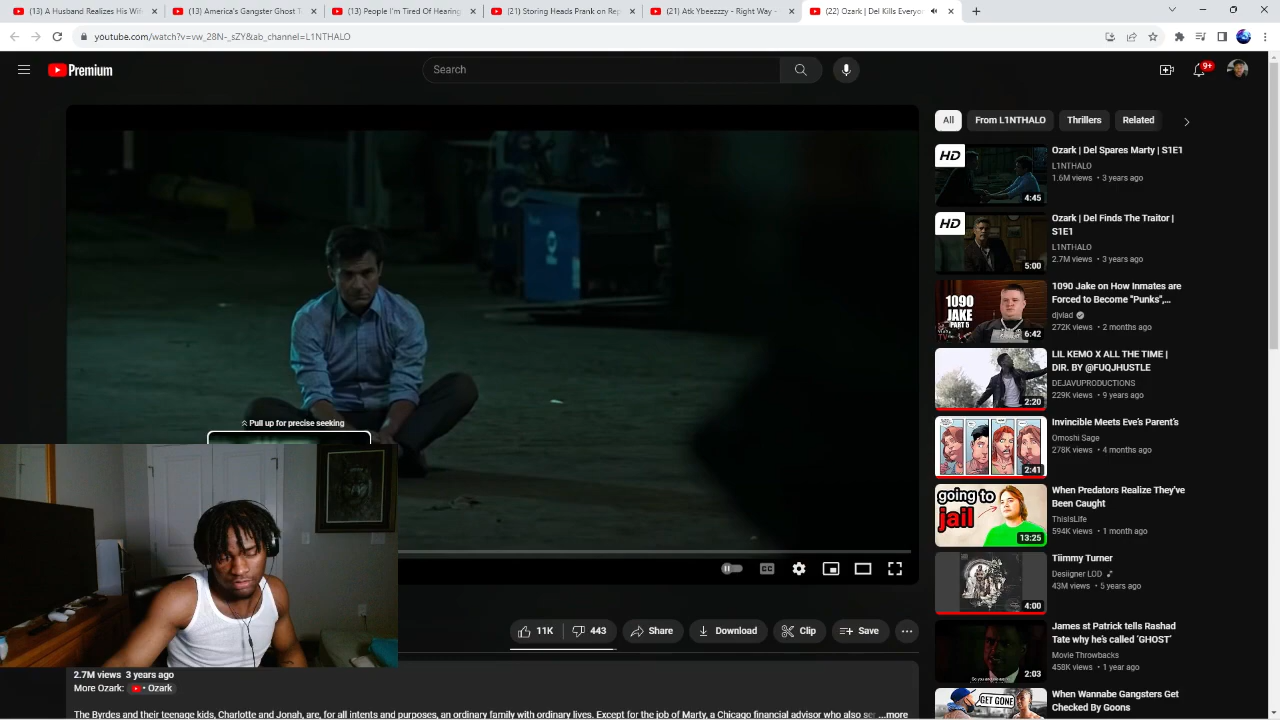 (13) A Husband Realizes His Wife
(13) America's Gangster Ghost T
(13) People I'm Tired Of Hearing
(21) Storing Heads Prank on Rep
(21) Atk Ybeezzzy - Right Way -
(22) Ozark | Del Kills Everyon
youtube.com/watch?v=vw_28N-_sZY&ab_channel=L1NTHALO
Premium
Search
9+
All
From L1NTHALO
Thrillers
Related
HD
4:45
Ozark | Del Spares Marty | S1E1
L1NTHALO
1.6M views • 3 years ago
HD
5:00
Ozark | Del Finds The Traitor |
S1E1
L1NTHALO
2.7M views • 3 years ago
1090
JAKE
PART 5
6:42
1090 Jake on How Inmates are
Forced to Become "Punks",...
djvlad
272K views • 2 months ago
2:20
LIL KEMO X ALL THE TIME |
DIR. BY @FUQJHUSTLE
DEJAVUPRODUCTIONS
229K views • 9 years ago
2:41
Invincible Meets Eve's Parent's
Omoshi Sage
278K views • 4 months ago
going to
jail
13:25
When Predators Realize They've
Been Caught
ThisIsLife
594K views • 1 month ago
4:00
Tiimmy Turner
Desiigner LOD
43M views • 5 years ago
2:03
James st Patrick tells Rashad
Tate why he's called 'GHOST'
Movie Throwbacks
458K views • 1 year ago
GET GONE
When Wannabe Gangsters Get
Checked By Goons
Pull up for precise seeking
CC
11K
443
Share
Download
Clip
Save
2.7M views 3 years ago
More Ozark: • Ozark
The Byrdes and their teenage kids, Charlotte and Jonah, are, for all intents and purposes, an ordinary family with ordinary lives. Except for the job of Marty, a Chicago financial advisor who also ser ...more